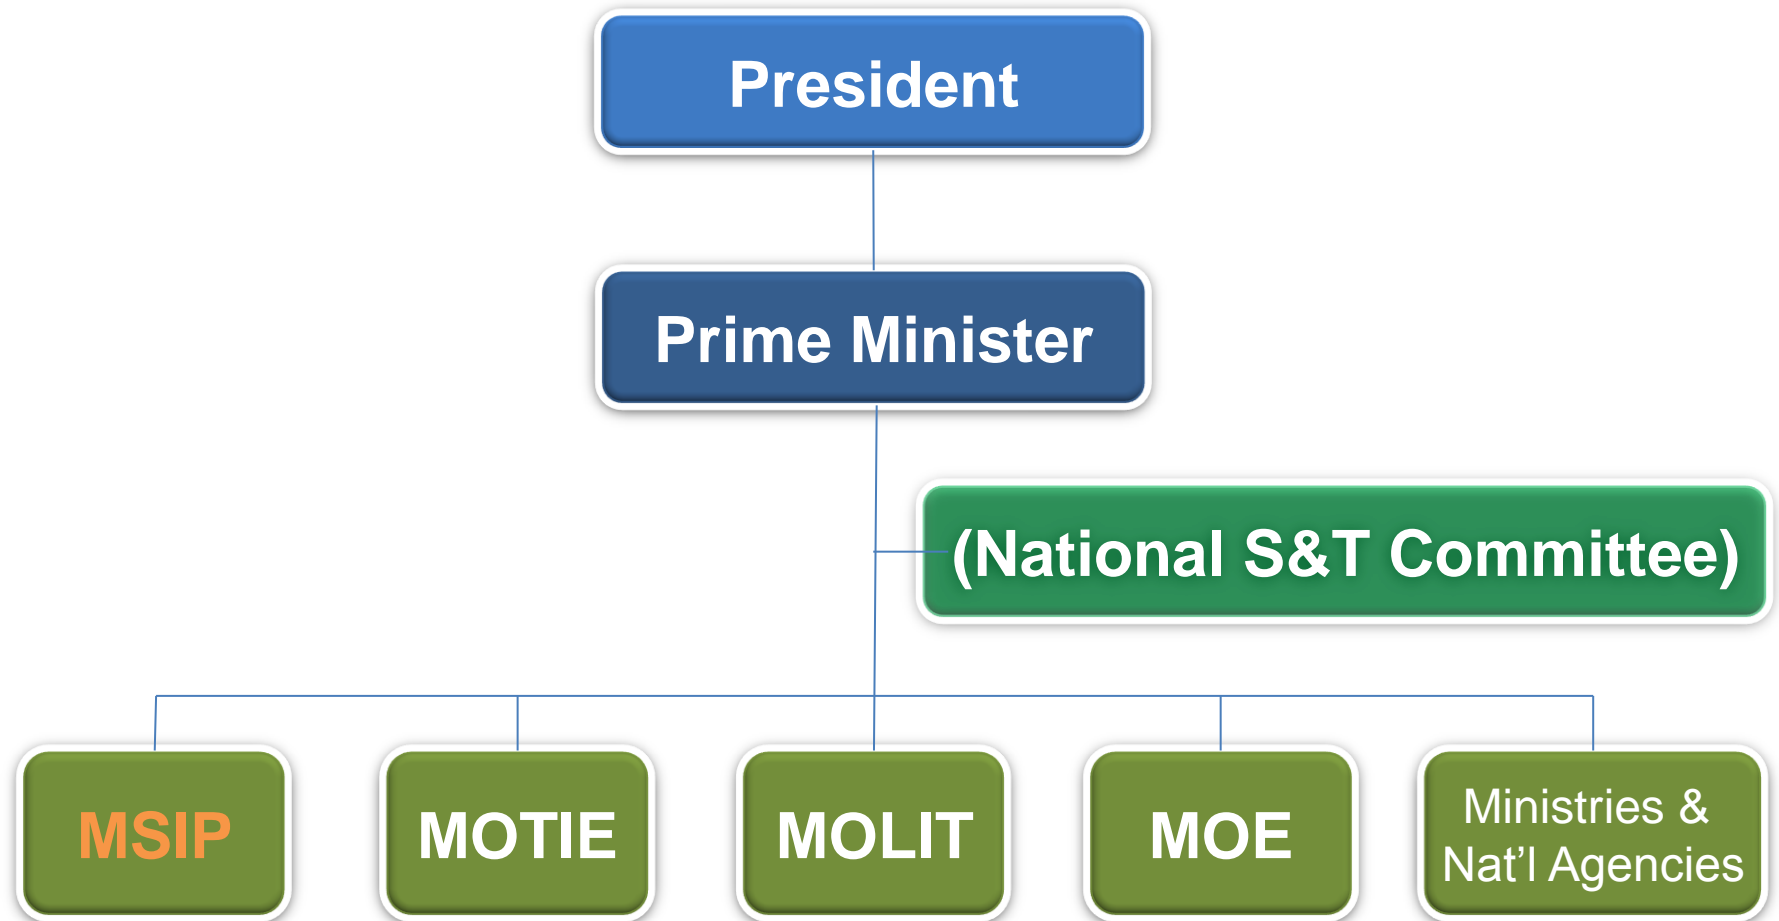 President
Prime Minister
(National S&T Committee)
MSIP
MOTIE
MOLIT
MOE
Ministries &
Nat’l Agencies